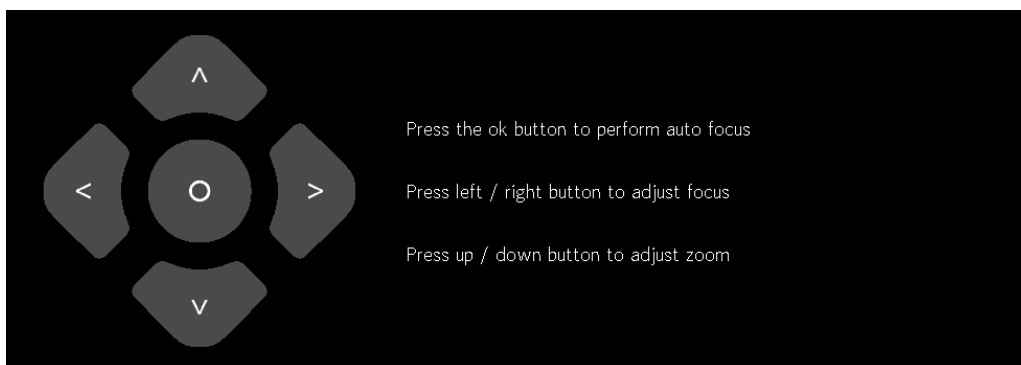 ^
Press the ok button to perform auto focus
< O >
Press left / right button to adjust focus
Press up / down button to adjust zoom
v